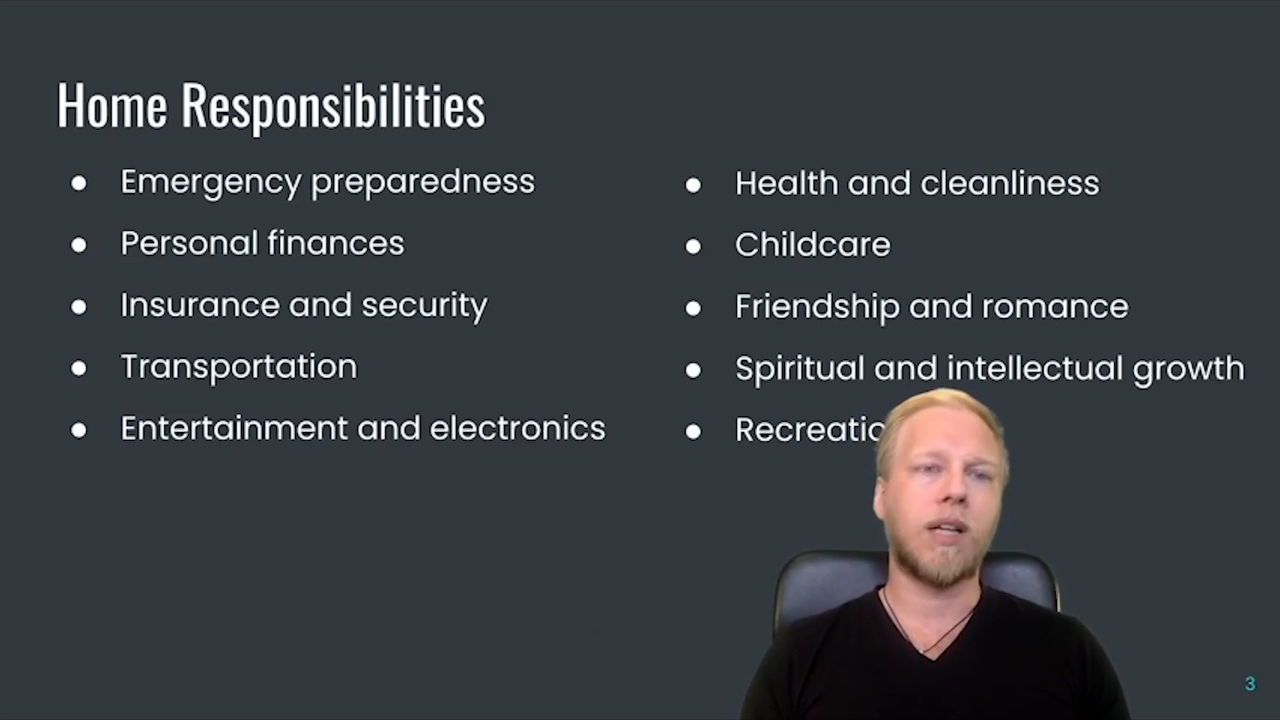 Home Responsibilities
● Emergency preparedness
● Personal finances
● Insurance and security
● Transportation
● Entertainment and electronics
● Health and cleanliness
● Childcare
● Friendship and romance
● Spiritual and intellectual growth
●
3